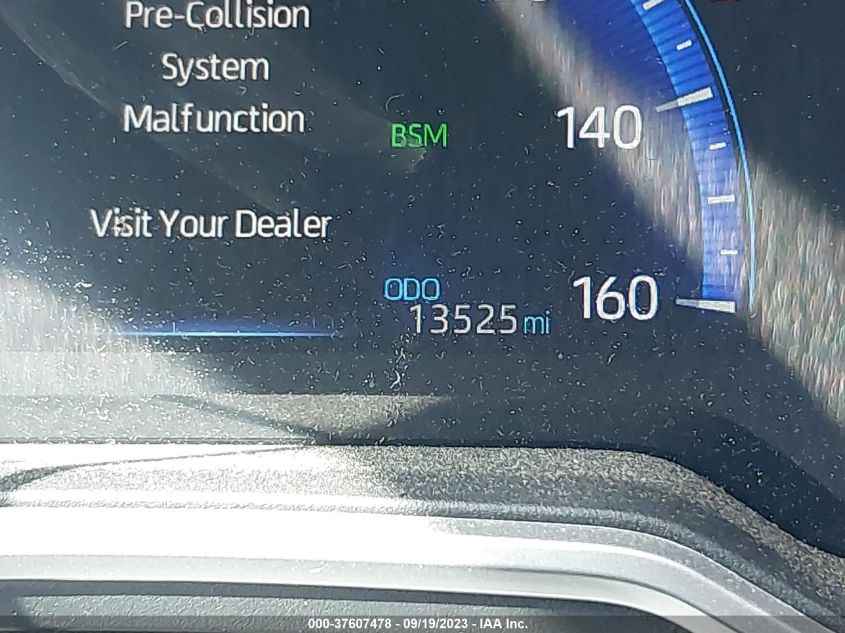 Pre-Collision
System
Malfunction
BSM
140
Visit Your Dealer
ODO
13525 mi
160
000-37607478 - 09/19/2023 - IAA Inc.